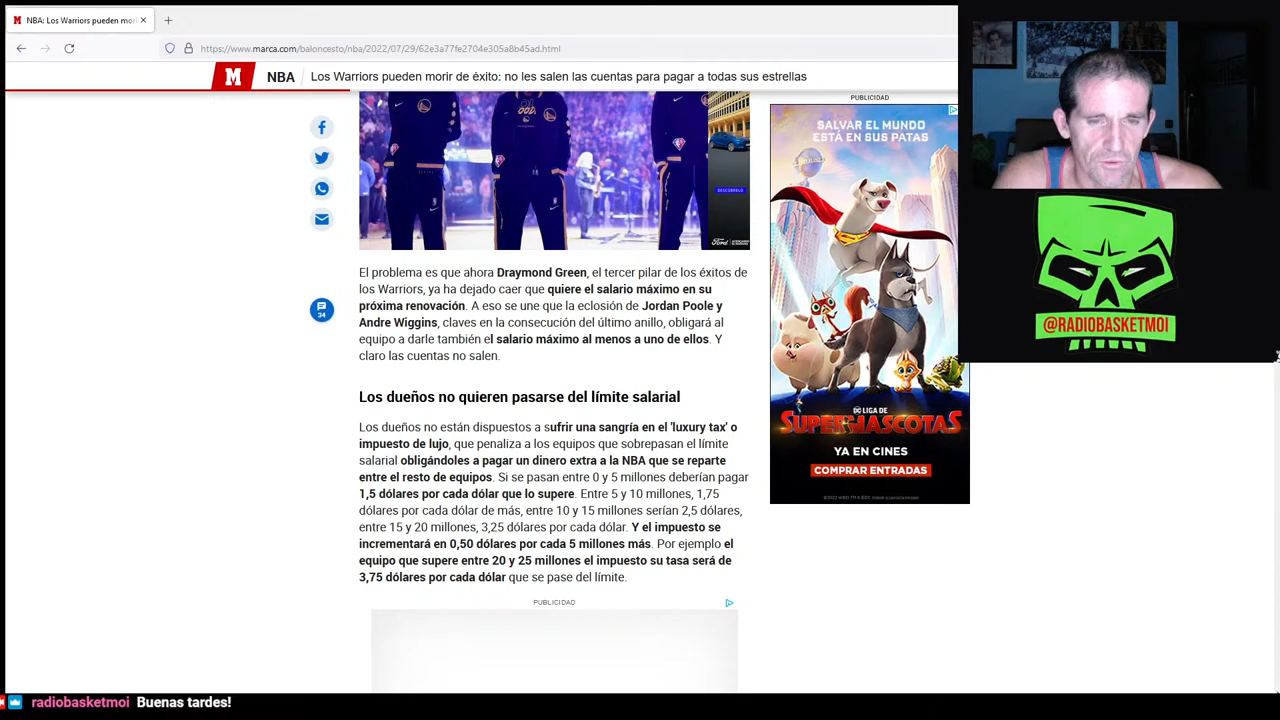 NBA: Los Warriors pueden mori
https://www.marca.com/baloncesto/nba/2022/07/29/62e3a77fe2704e305a8b45ad.html
M NBA Los Warriors pueden morir de éxito: no les salen las cuentas para pagar a todas sus estrellas
El problema es que ahora Draymond Green, el tercer pilar de los éxitos de
los Warriors, ya ha dejado caer que quiere el salario máximo en su
próxima renovación. A eso se une que la eclosión de Jordan Poole y
Andre Wiggins, claves en la consecución del último anillo, obligará al
equipo a darle también el salario máximo al menos a uno de ellos. Y
claro las cuentas no salen.
34
Los dueños no quieren pasarse del límite salarial
Los dueños no están dispuestos a sufrir una sangría en el 'luxury tax' o
impuesto de lujo, que penaliza a los equipos que sobrepasan el límite
salarial obligándoles a pagar un dinero extra a la NBA que se reparte
entre el resto de equipos. Si se pasan entre 0 y 5 millones deberían pagar
1,5 dólares por cada dólar que lo supere. Entre 5 y 10 millones, 1,75
dólares por cada dólar de más, entre 10 y 15 millones serían 2,5 dólares,
entre 15 y 20 millones, 3,25 dólares por cada dólar. Y el impuesto se
incrementará en 0,50 dólares por cada 5 millones más. Por ejemplo el
equipo que supere entre 20 y 25 millones el impuesto su tasa será de
3,75 dólares por cada dólar que se pase del límite.
PUBLICIDAD
PUBLICIDAD
SALVAR EL MUNDO
ESTÁ EN SUS PATAS
DC LIGA DE
SUPERMASCOTAS
YA EN CINES
COMPRAR ENTRADAS
DESCÚBRELO
Ford
@RADIOBASKETMOI
radiobasketmoi Buenas tardes!